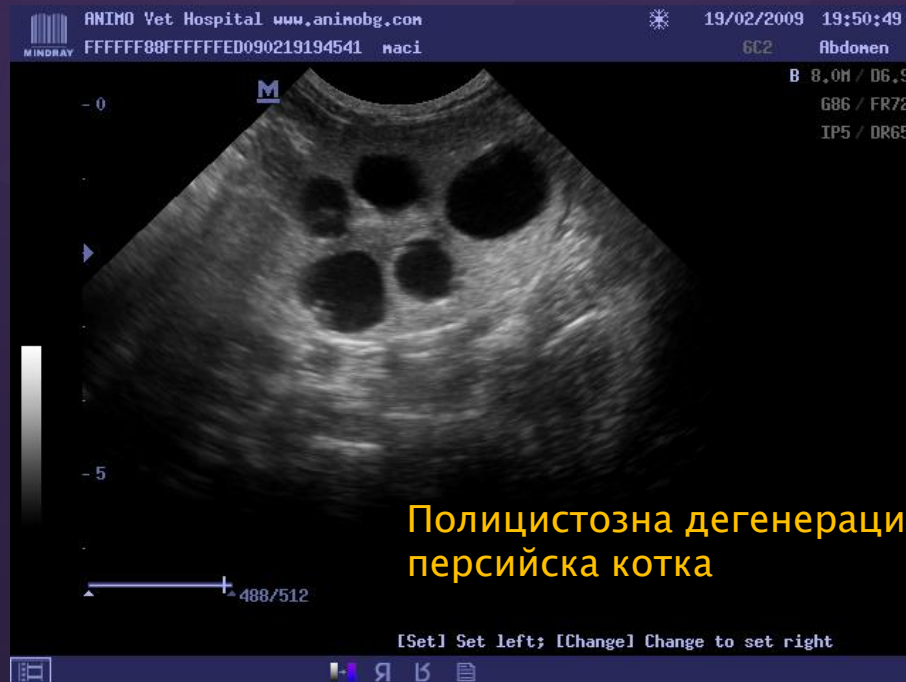 ANIMO Vet Hospital www.animobg.com 19/02/2009 19:50:49
MINDRAY FFFFFF88FFFFFFED090219194541 maci 6C2 Abdomen
B 8.0M / D6.9
G86 / FR72
IP5 / DR65
M
- 0
- 5
Полицистозна дегенераци
персийска котка
488/512
[Set] Set left; [Change] Change to set right